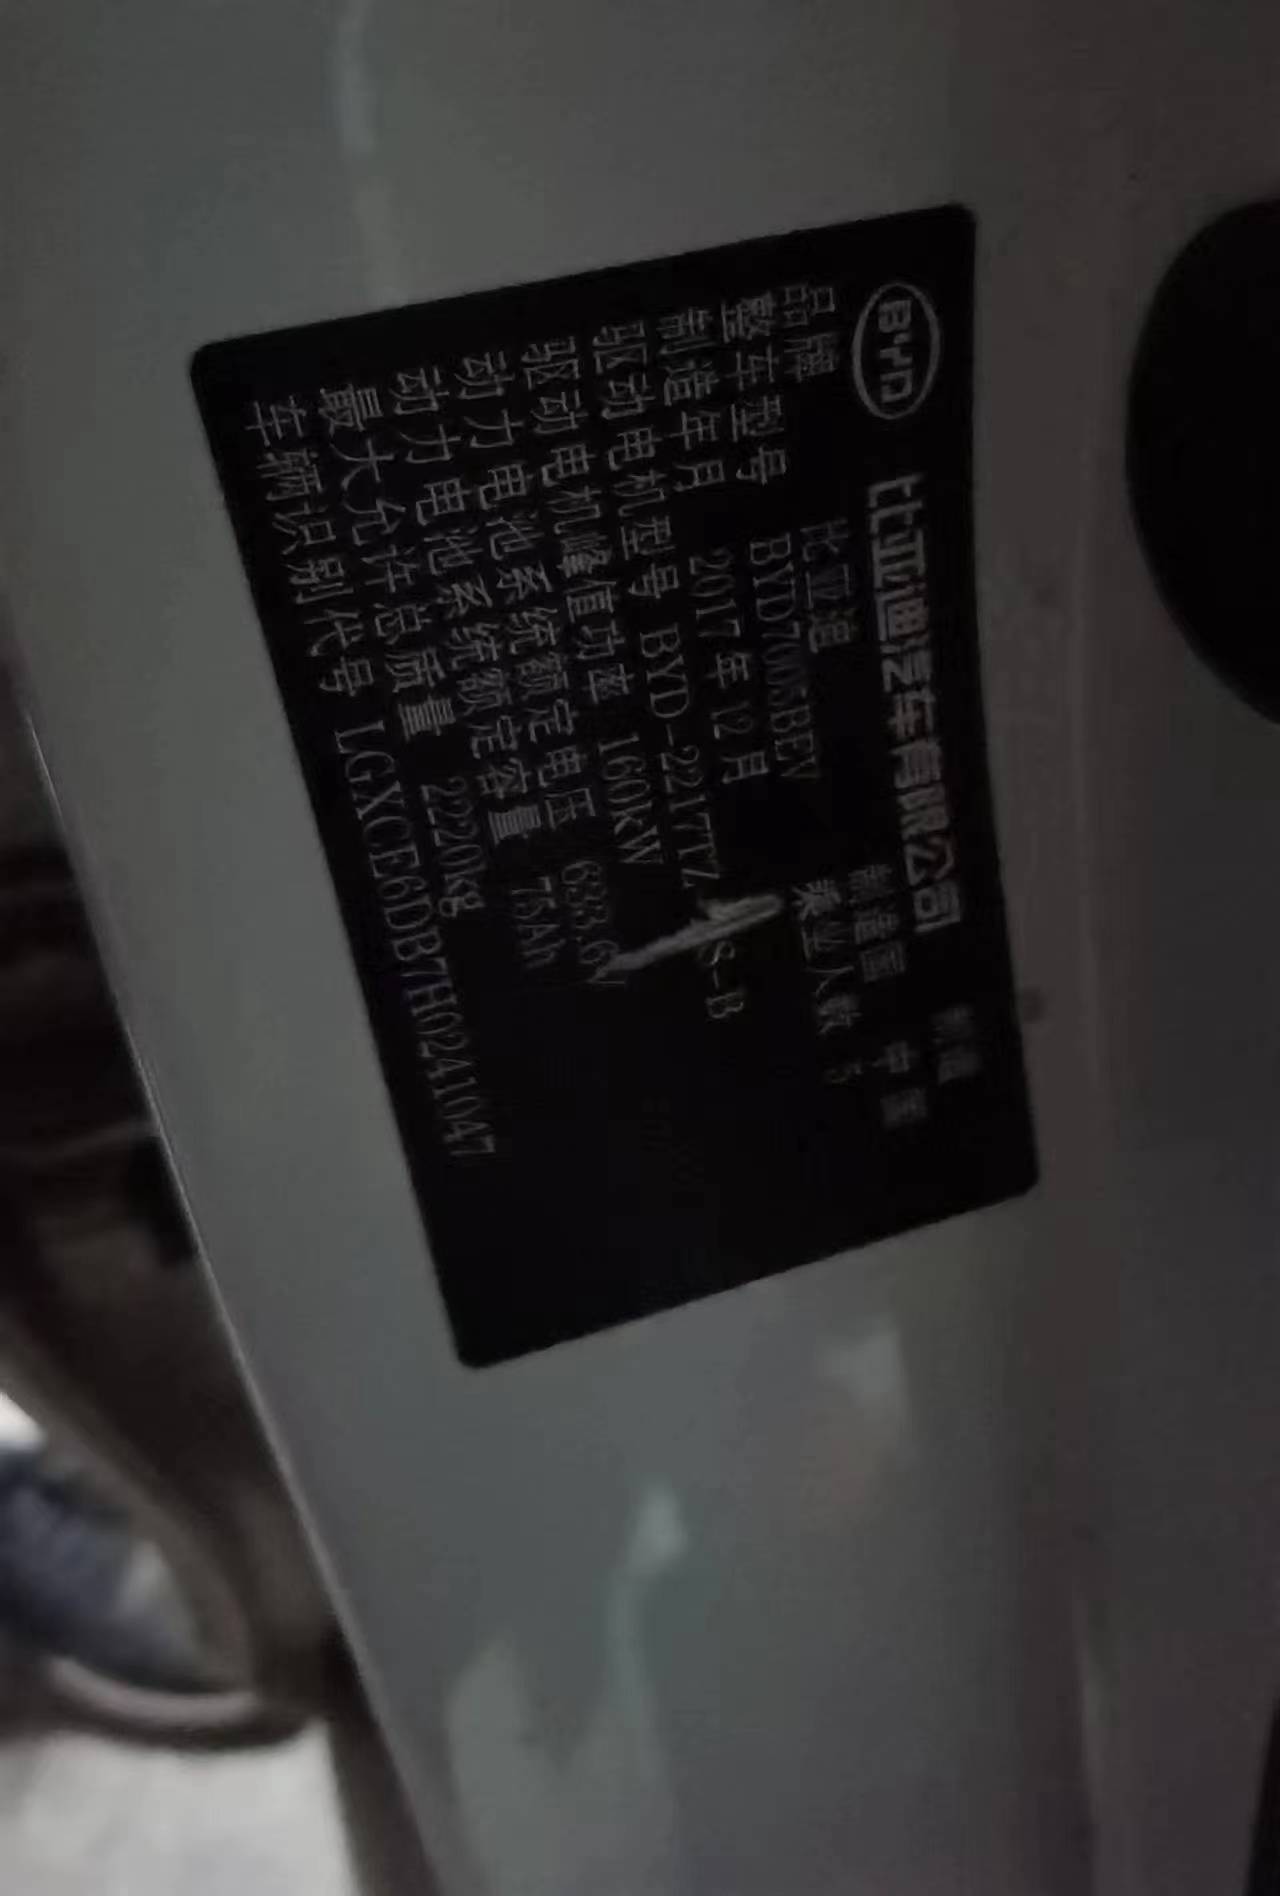 BYD 比亚迪汽车有限公司 制造
品牌 比亚迪 制造国 中国
整车型号 BYD7005BEV 乘坐人数 5
制造年月 2017年12月
驱动电机型号 BYD-2217TZ S-B
驱动电机峰值功率 160kW
动力电池系统额定电压 633.6V
动力电池系统额定容量 75Ah
最大允许总质量 2220kg
车辆识别代号 LGXCE6DB7H0241047